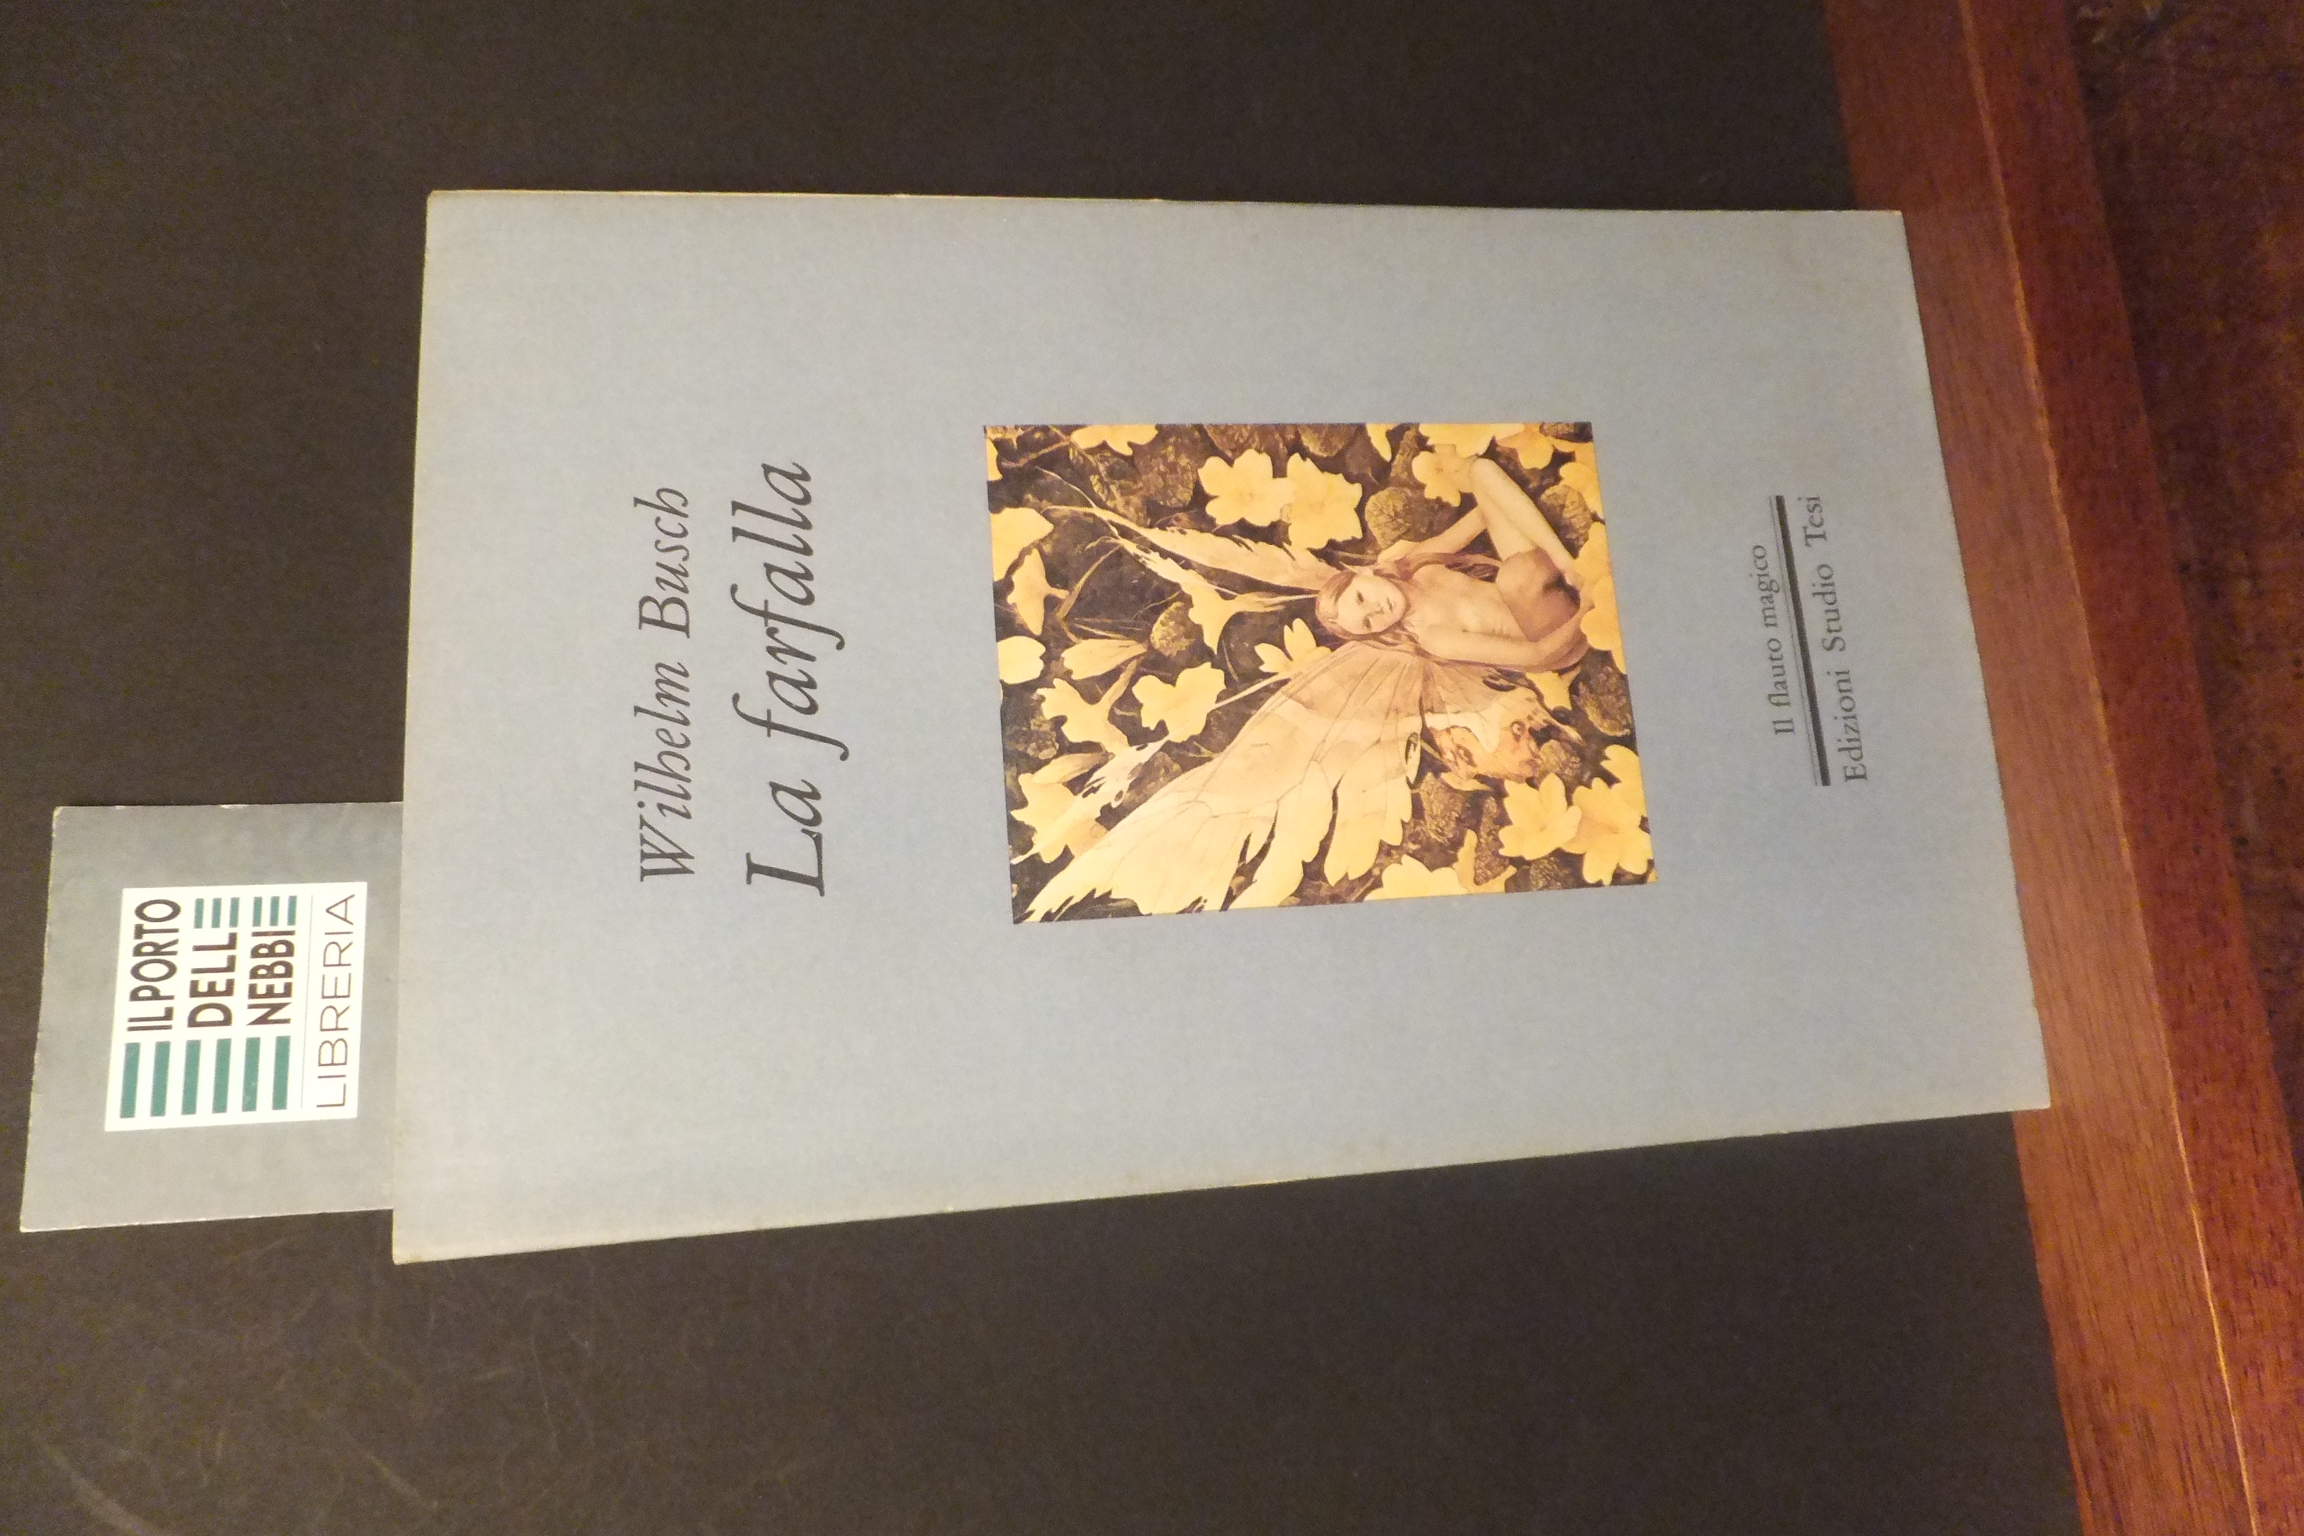 IL PORTO
DELLE
NEBBIE
LIBRERIA
Wilhelm Busch
La farfalla
Il flauto magico
Edizioni Studio Tesi